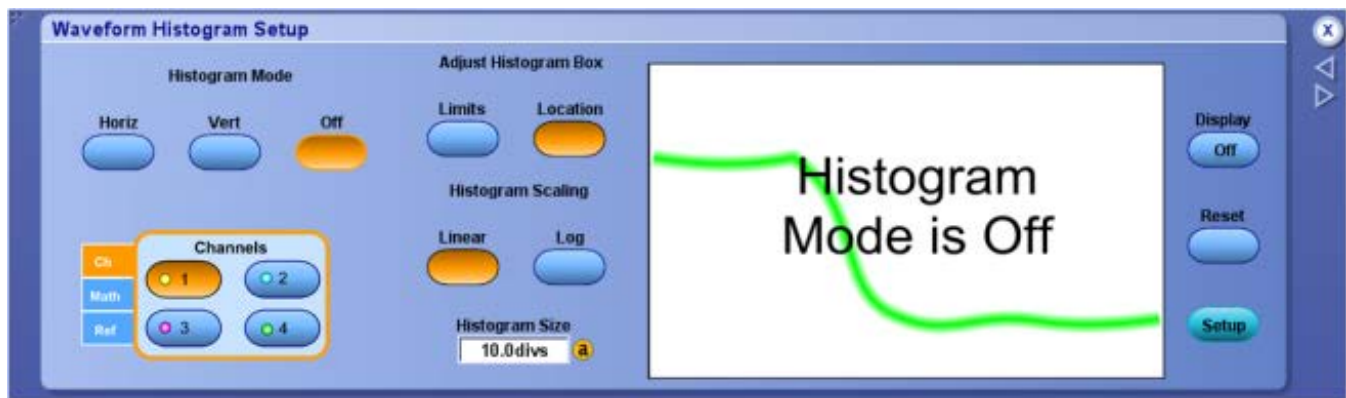 Waveform Histogram Setup
X
Histogram Mode
Horiz Vert Off
Ch
Math
Ref
Channels
1 2
3 4
Adjust Histogram Box
Limits Location
Histogram Scaling
Linear Log
Histogram Size
10.0divs a
Histogram
Mode is Off
Display
Off
Reset
Setup